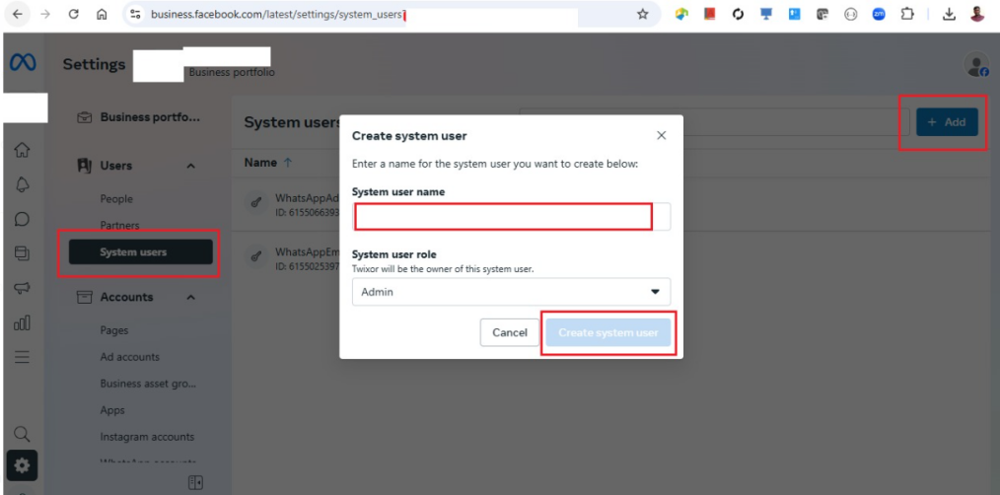 business.facebook.com/latest/settings/system_users?
Settings
Business portfolio
Business portfo...
Users
People
Partners
System users
Accounts
Pages
Ad accounts
Business asset gro...
Apps
Instagram accounts
WhatsApp accounts
System users
+ Add
Name ↑
WhatsAppAd
ID: 6155066393
WhatsAppEm
ID: 6155025397
Create system user
Enter a name for the system user you want to create below:
System user name
System user role
Twixor will be the owner of this system user.
Admin
Cancel
Create system user
zm